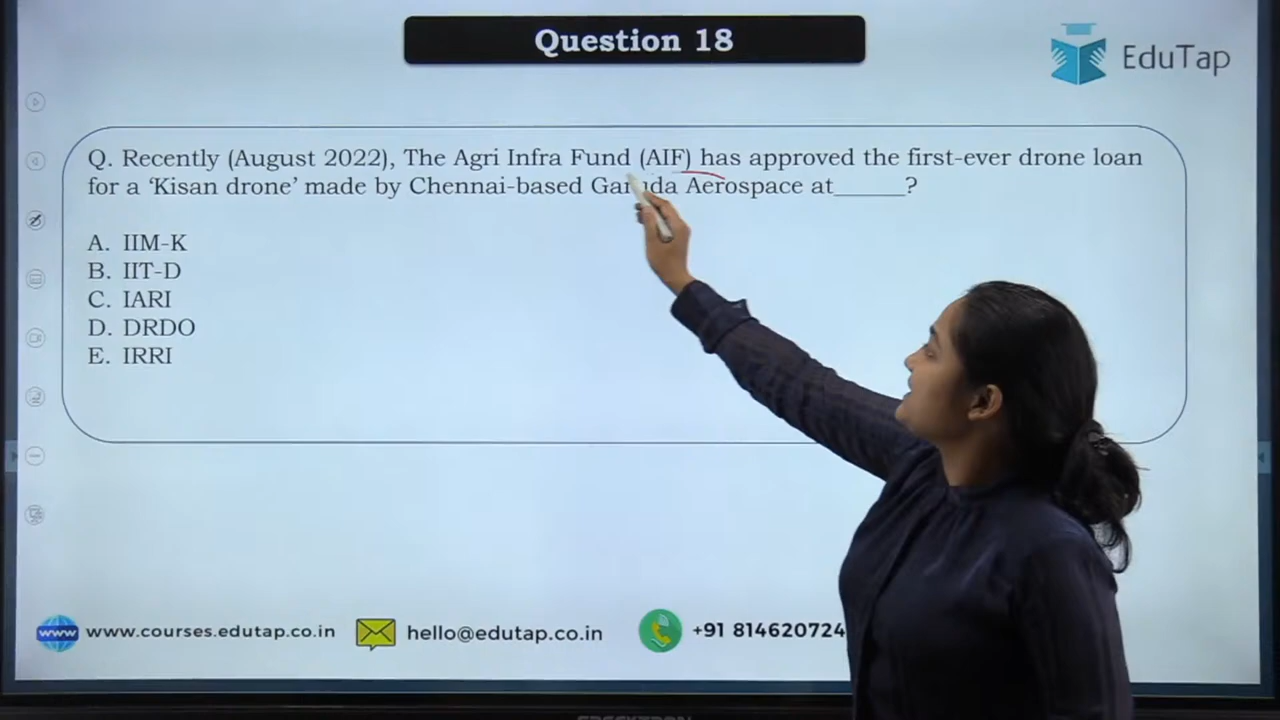 Question 18
EduTap
Q. Recently (August 2022), The Agri Infra Fund (AIF) has approved the first-ever drone loan
for a ‘Kisan drone’ made by Chennai-based Garuda Aerospace at______?
A. IIM-K
B. IIT-D
C. IARI
D. DRDO
E. IRRI
www www.courses.edutap.co.in hello@edutap.co.in +91 814620724